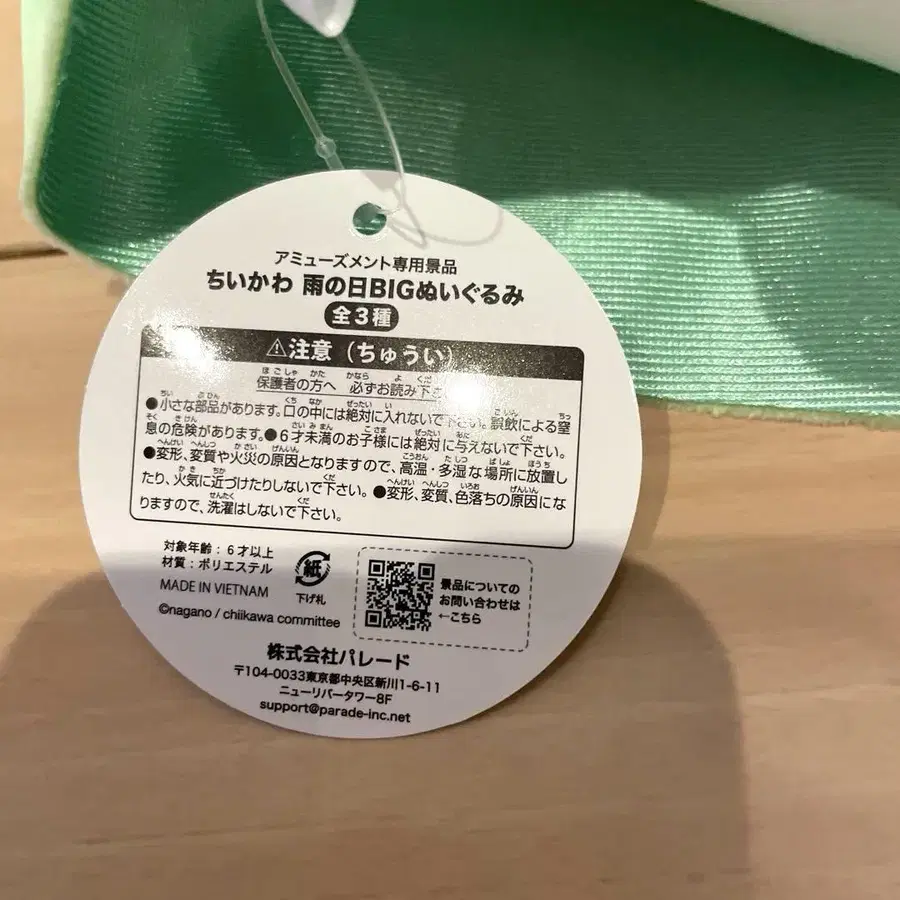 アミューズメント専用景品
ちいかわ 雨の日BIGぬいぐるみ
全3種
⚠注意（ちゅうい）
保護者の方へ 必ずお読み下
●小さな部品があります。口の中には絶対に入れないで下さい。誤飲による窒
息の危険があります。●6才未満のお子様には絶対に与えないで下さい。
●変形、変質や火災の原因となりますので、高温・多湿な場所に放置し
たり、火気に近づけたりしないで下さい。●変形、変質、色落ちの原因にな
りますので、洗濯はしないで下さい。
対象年齢：6才以上
材質：ポリエステル
MADE IN VIETNAM
紙
下げ札
景品についての
お問い合わせは
←こちら
©nagano / chiikawa committee
株式会社パレード
〒104-0033東京都中央区新川1-6-11
ニューリバータワー8F
support@parade-inc.net